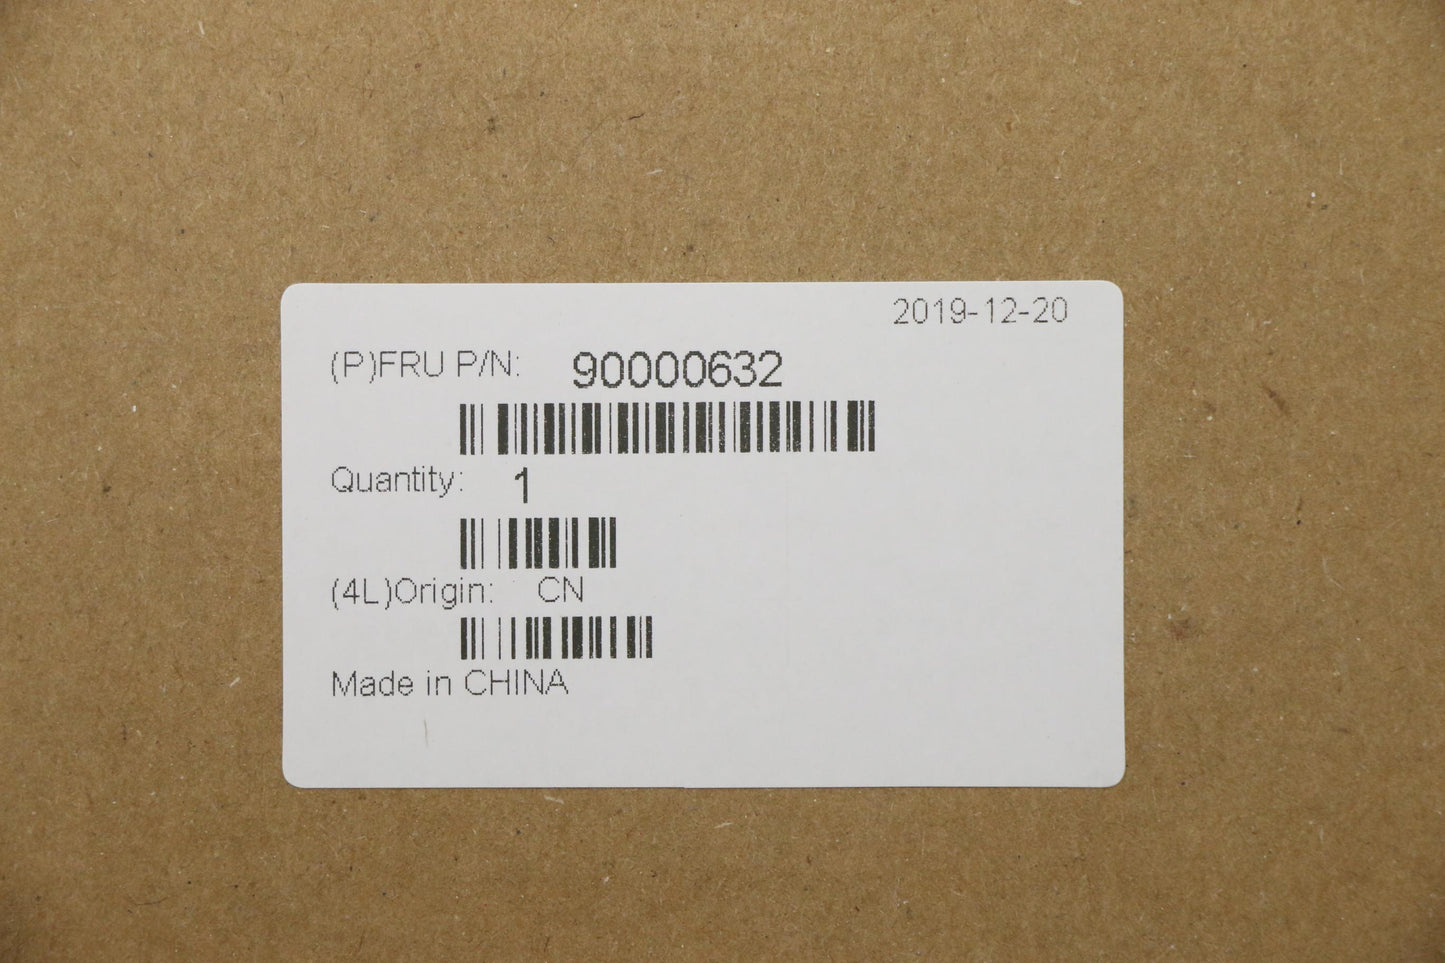 2019-12-20
(P)FRU P/N: 90000632
Quantity: 1
(4L)Origin: CN
Made in CHINA